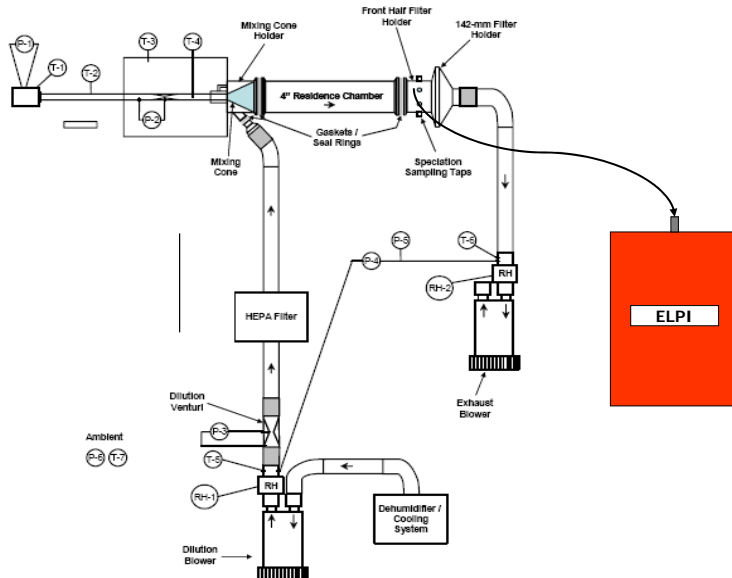 Mixing Cone
Holder
Front Half Filter
Holder
142-mm Filter
Holder
P-1
T-1
T-2
T-3
T-4
P-2
4" Residence Chamber
Gaskets /
Seal Rings
Mixing
Cone
Speciation
Sampling Taps
P-5
T-6
P-4
RH
RH-2
HEPA Filter
ELPI
Exhaust
Blower
Dilution
Venturi
P-3
Ambient
P-6
T-7
T-5
RH
RH-1
Dehumidifier /
Cooling
System
Dilution
Blower